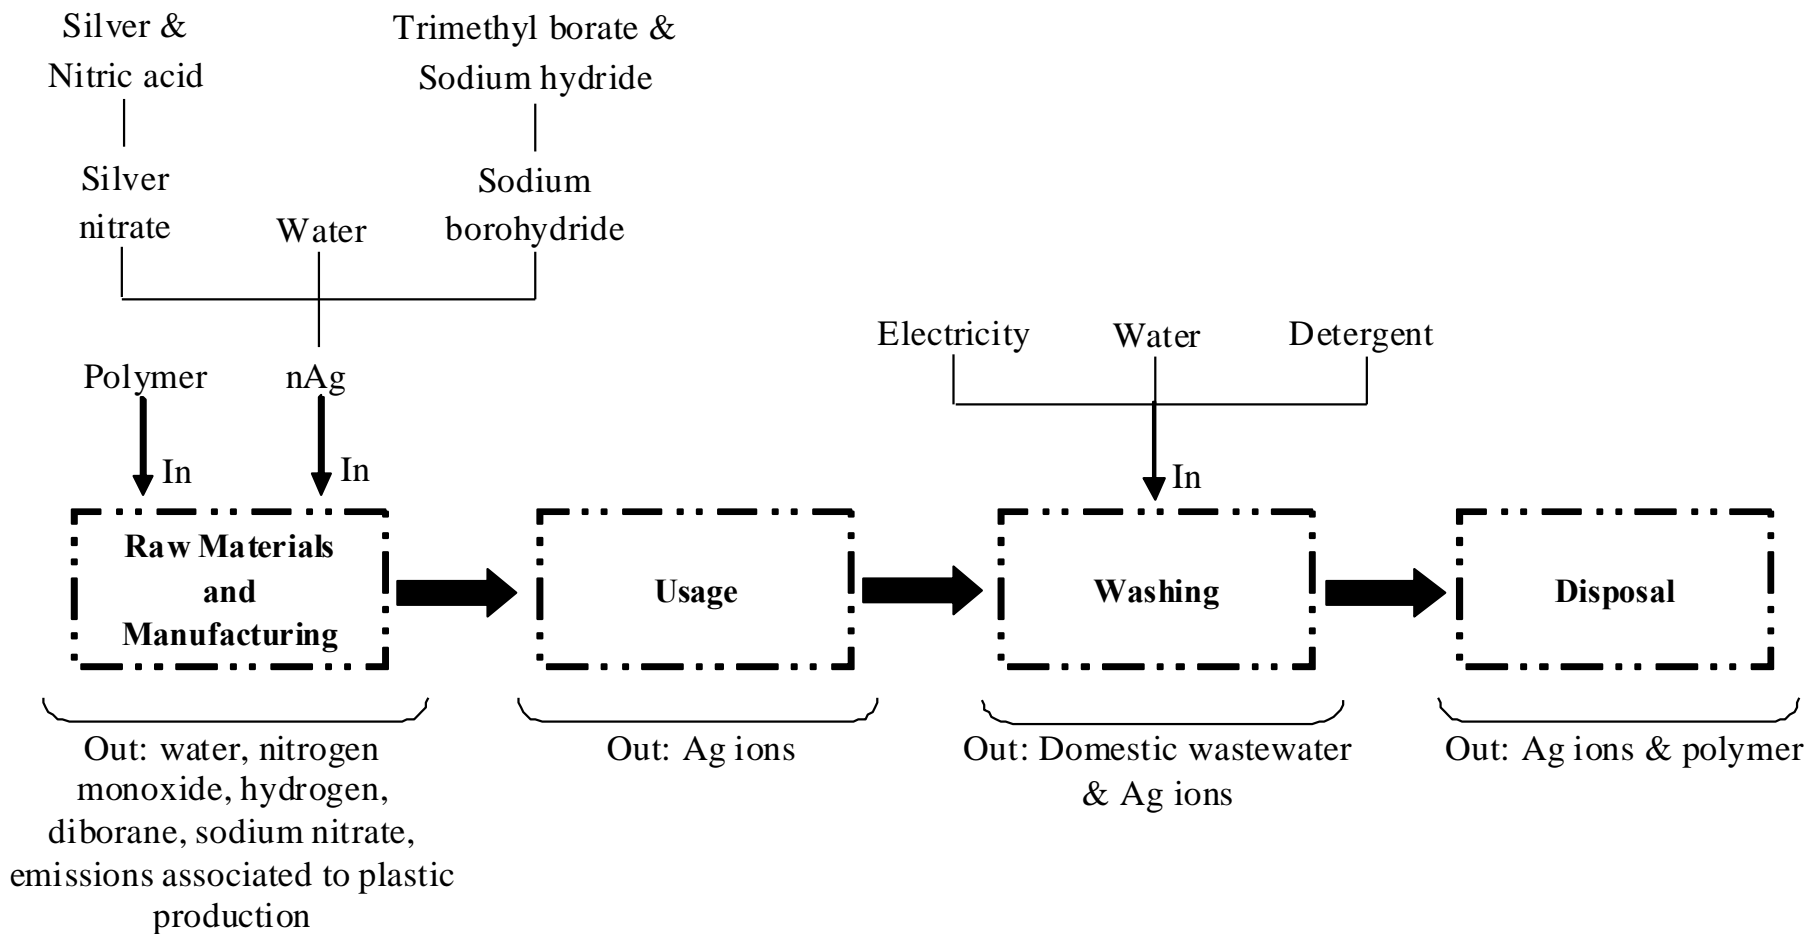 Silver &
Nitric acid
Trimethyl borate &
Sodium hydride
Silver
nitrate
Water
Sodium
borohydride
Polymer
nAg
Electricity
Water
Detergent
In
In
In
Raw Materials
and
Manufacturing
Usage
Washing
Disposal
Out: water, nitrogen
monoxide, hydrogen,
diborane, sodium nitrate,
emissions associated to plastic
production
Out: Ag ions
Out: Domestic wastewater
& Ag ions
Out: Ag ions & polymer